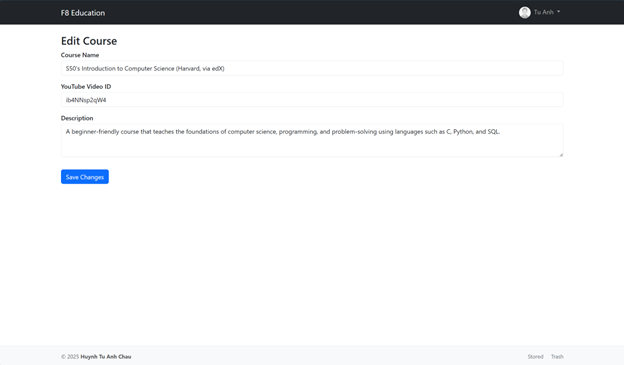 F8 Education
Tu Anh
Edit Course
Course Name
S50's Introduction to Computer Science (Harvard, via edX)
YouTube Video ID
ib4NNsp2qW4
Description
A beginner-friendly course that teaches the foundations of computer science, programming, and problem-solving using languages such as C, Python, and SQL.
Save Changes
© 2025 Huynh Tu Anh Chau
Stored Trash